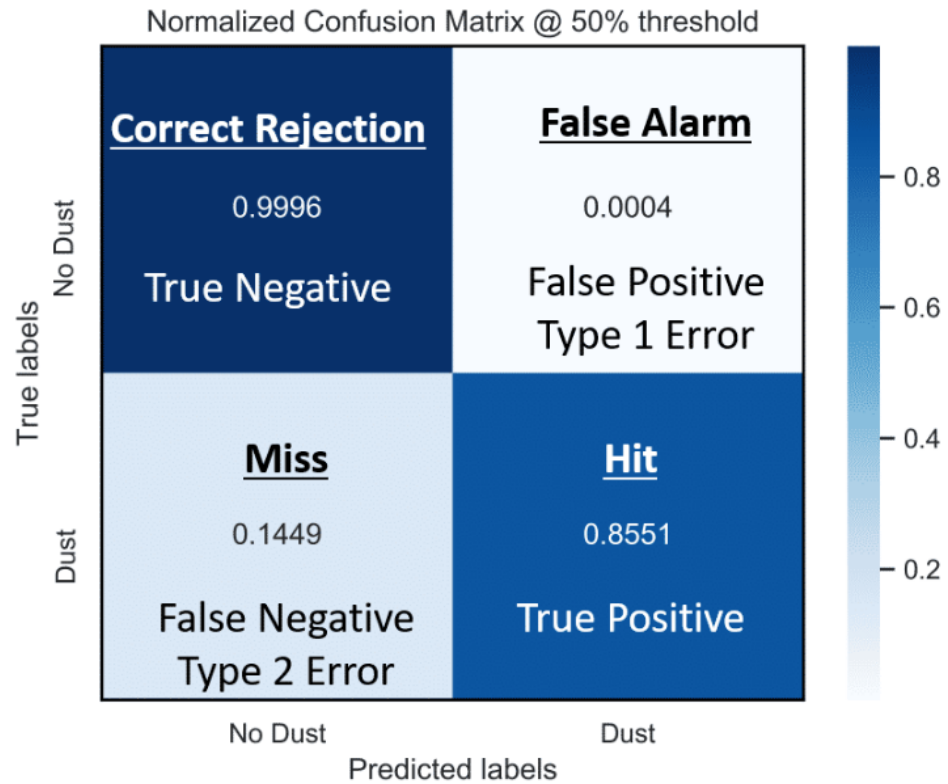 Normalized Confusion Matrix @ 50% threshold
Correct Rejection
0.9996
True Negative
False Alarm
0.0004
False Positive
Type 1 Error
Miss
0.1449
False Negative
Type 2 Error
Hit
0.8551
True Positive
True labels
No Dust
Dust
No Dust
Dust
Predicted labels
0.8
0.6
0.4
0.2